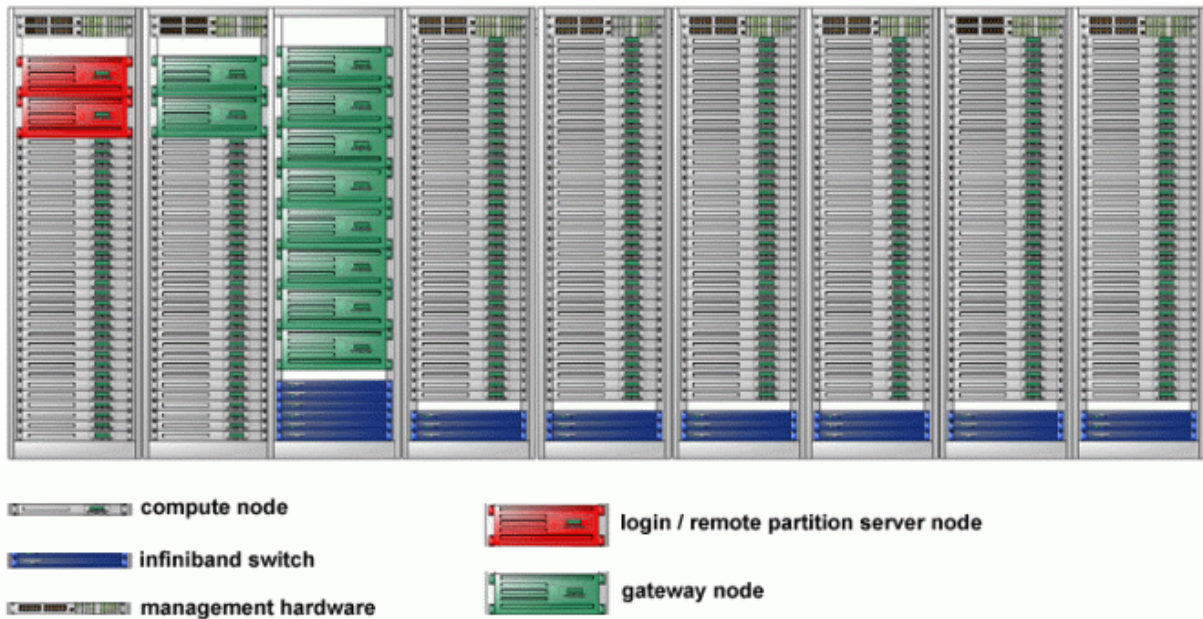 compute node
login / remote partition server node
infiniband switch
gateway node
management hardware